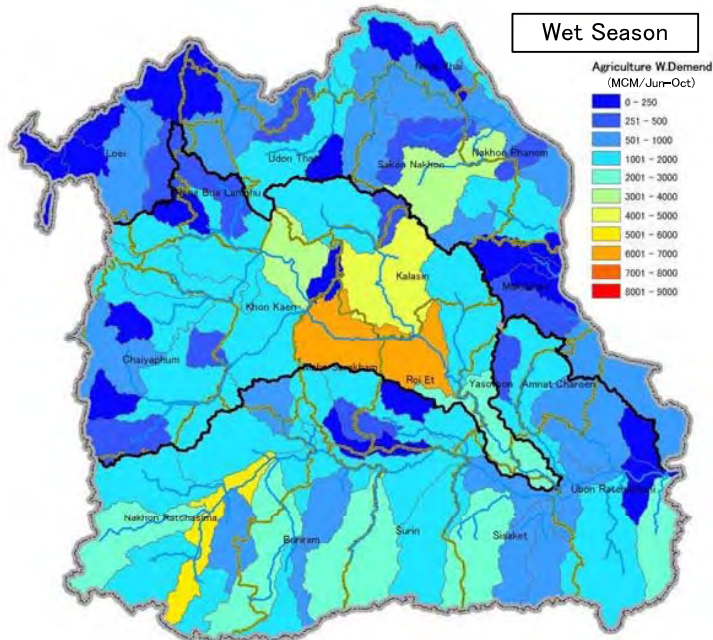 Wet Season
Agriculture W.Demend
(MCM/Jun-Oct)
0 - 250
251 - 500
501 - 1000
1001 - 2000
2001 - 3000
3001 - 4000
4001 - 5000
5001 - 6000
6001 - 7000
7001 - 8000
8001 - 9000
Nong Khai
Loei
Udon Thani
Sakon Nakhon
Nakhon Phanom
Nong Bua Lamphu
Kalasin
Khon Kaen
Chaiyaphum
Roi Et
Yasothon
Amnat Charoen
Ubon Ratchathani
Nakhon Ratchasima
Buriram
Surin
Sisaket